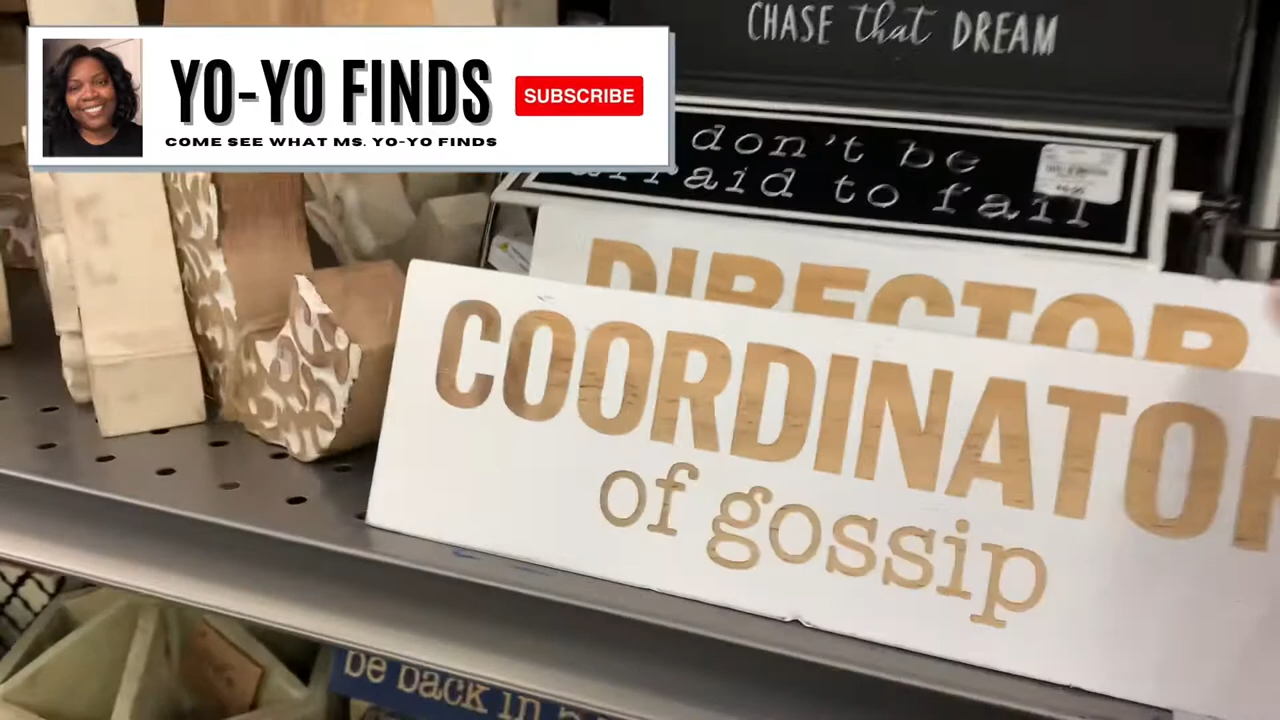 CHASE that DREAM
YO-YO FINDS
SUBSCRIBE
COME SEE WHAT MS. YO-YO FINDS
don't be
afraid to fail
DIRECTOR
COORDINATOR
of gossip
be back in